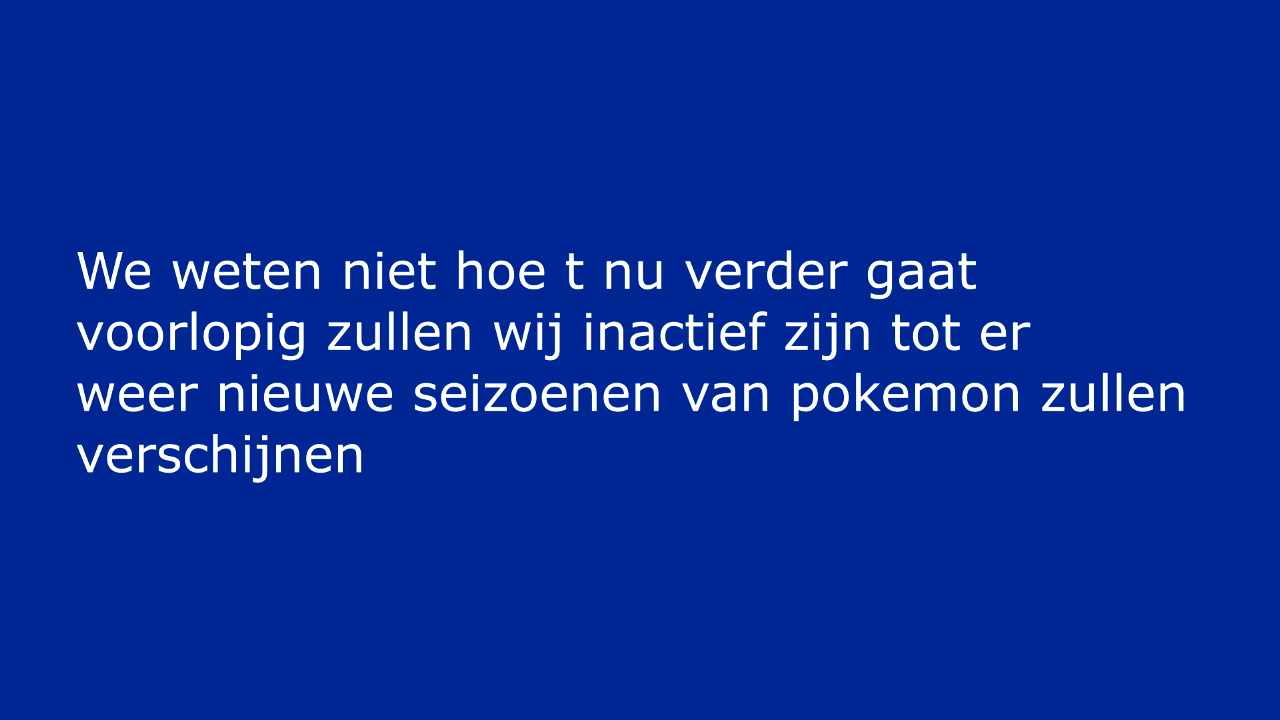 We weten niet hoe t nu verder gaat
voorlopig zullen wij inactief zijn tot er
weer nieuwe seizoenen van pokemon zullen
verschijnen